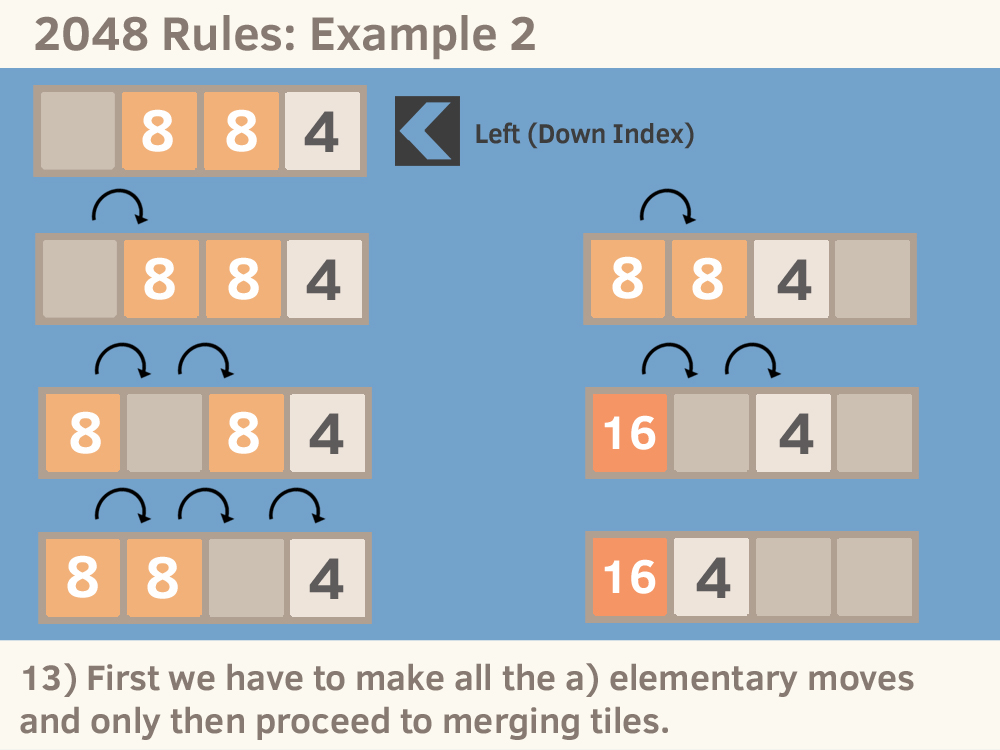 2048 Rules: Example 2
8 8 4
Left (Down Index)
8 8 4
8 8 4
8 8 4
8 8 4
16 4
16 4
13) First we have to make all the a) elementary moves
and only then proceed to merging tiles.